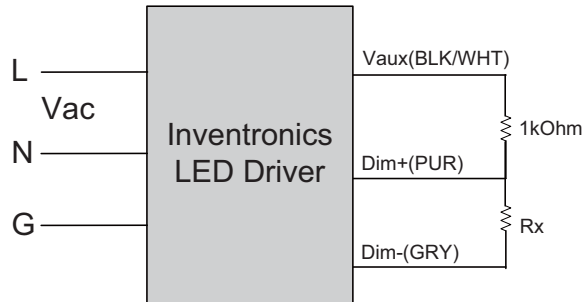 L
Vac
N
G
Inventronics
LED Driver
Vaux(BLK/WHT)
1kOhm
Dim+(PUR)
Rx
Dim-(GRY)